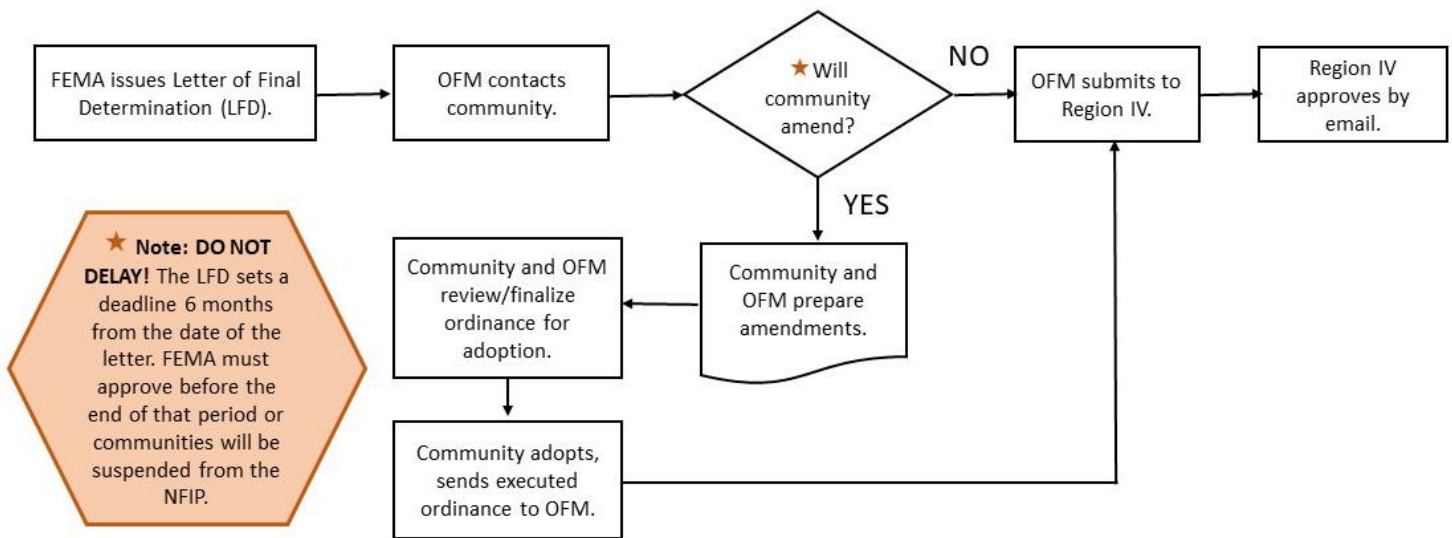 FEMA issues Letter of Final
Determination (LFD).
OFM contacts
community.
★ Will
community
amend?
NO
OFM submits to
Region IV.
Region IV
approves by
email.
YES
Community and
OFM prepare
amendments.
Community and OFM
review/finalize
ordinance for
adoption.
Community adopts,
sends executed
ordinance to OFM.
★ Note: DO NOT
DELAY! The LFD sets a
deadline 6 months
from the date of the
letter. FEMA must
approve before the
end of that period or
communities will be
suspended from the
NFIP.